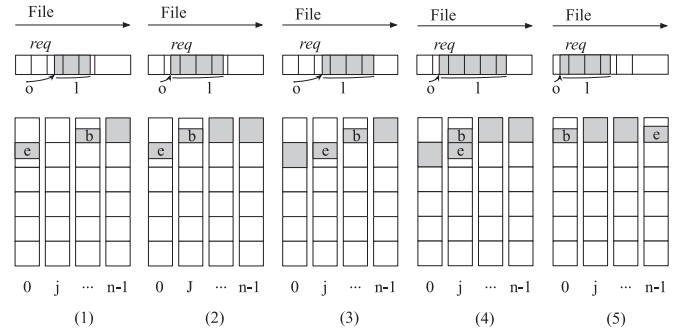 File File File File File
req req req req req
o l o l o l o l o l
b b b b b e
e e e e
0 j ... n-1 0 J ... n-1 0 j ... n-1 0 j ... n-1 0 j ... n-1
(1) (2) (3) (4) (5)